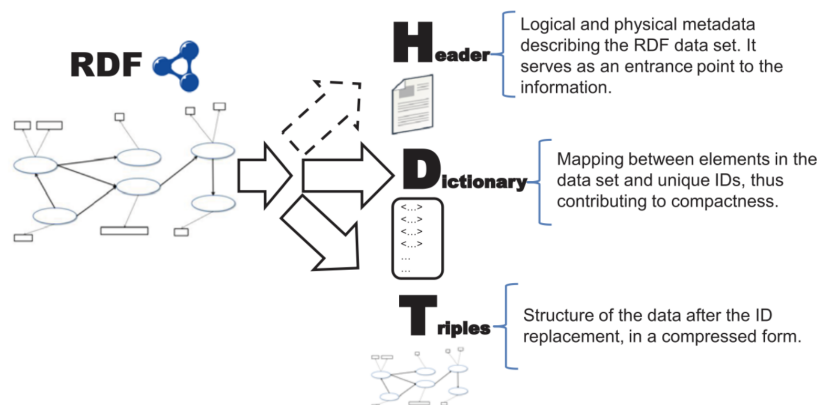 RDF
Header
Logical and physical metadata
describing the RDF data set. It
serves as an entrance point to the
information.
Dictionary
Mapping between elements in the
data set and unique IDs, thus
contributing to compactness.
<...>
<...>
<...>
<...>
...
...
Triples
Structure of the data after the ID
replacement, in a compressed form.